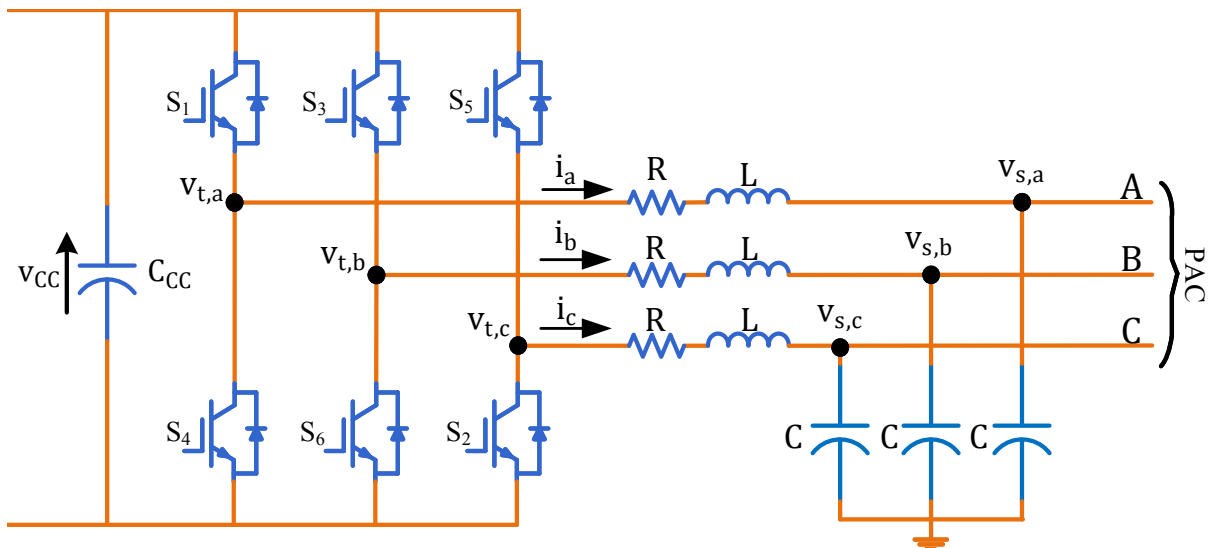 S1
S3
S5
ia
R
L
vs,a
A
vt,a
ib
R
L
vs,b
B
vt,b
vCC
CCC
ic
R
L
vs,c
C
vt,c
PAC
S4
S6
S2
C
C
C